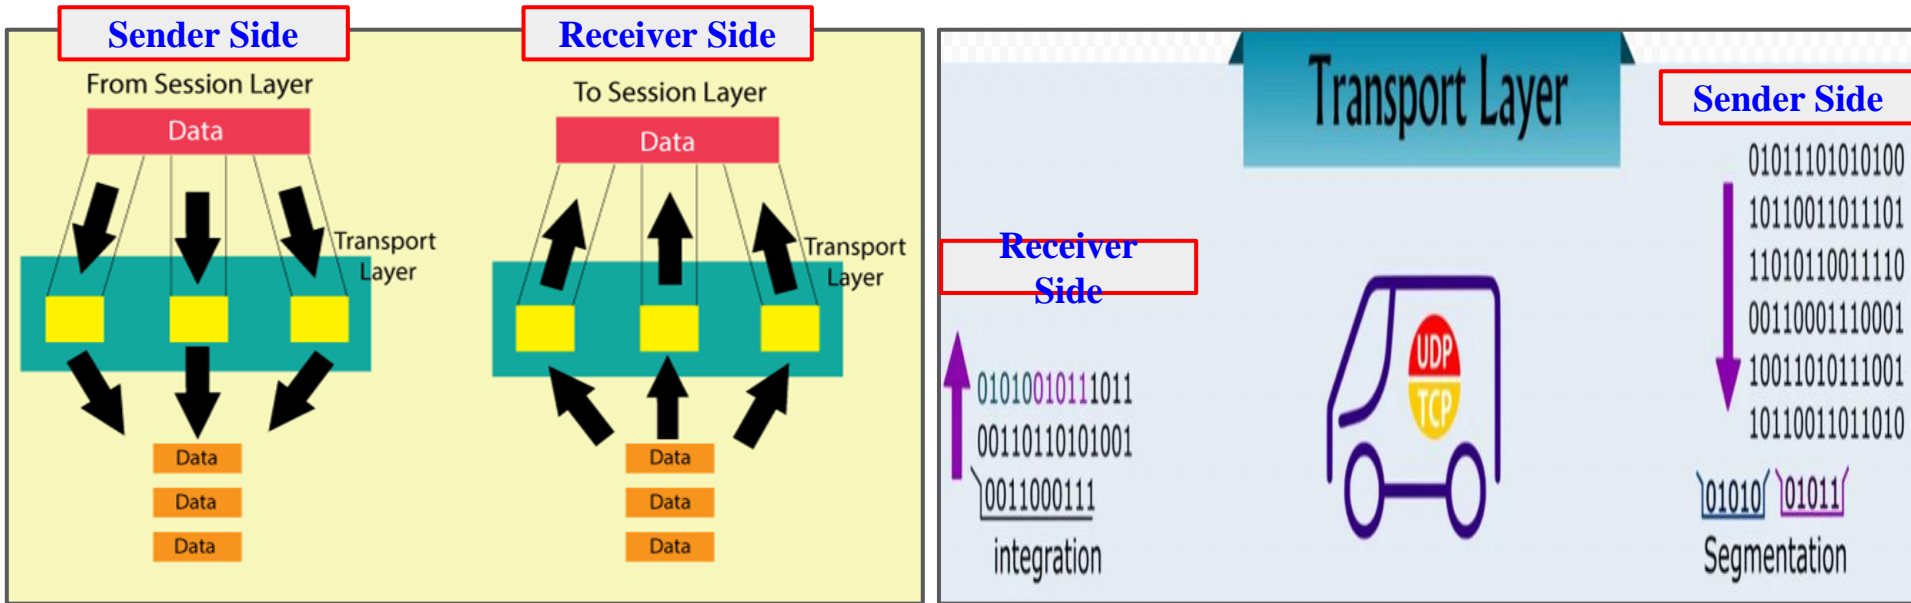 Sender Side
From Session Layer
Data
Transport
Layer
Data
Data
Data
Receiver Side
To Session Layer
Data
Transport
Layer
Data
Data
Data
Transport Layer
Receiver
Side
01010010111011
00110110101001
0011000111
integration
UDP
TCP
Sender Side
01011101010100
10110011011101
11010110011110
00110001110001
10011010111001
10110011011010
01010 01011
Segmentation